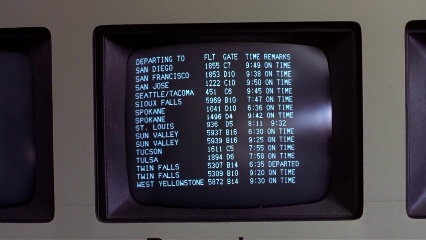 DEPARTING TO FLT GATE TIME REMARKS
SAN DIEGO 1855 C7 9:49 ON TIME
SAN FRANCISCO 1853 D10 9:38 ON TIME
SAN JOSE 1222 C10 9:50 ON TIME
SEATTLE/TACOMA 451 C6 9:45 ON TIME
SIOUX FALLS 5969 B10 7:47 ON TIME
SPOKANE 1041 D10 6:36 ON TIME
SPOKANE 1496 D4 9:42 ON TIME
ST. LOUIS 936 D5 8:11 9:32
SUN VALLEY 5937 B16 6:30 ON TIME
SUN VALLEY 5939 B16 9:25 ON TIME
TUCSON 1611 C5 7:55 ON TIME
TULSA 1894 D6 7:58 ON TIME
TWIN FALLS 5307 B14 6:35 DEPARTED
TWIN FALLS 5309 B10 9:20 ON TIME
WEST YELLOWSTONE 5872 B14 9:30 ON TIME